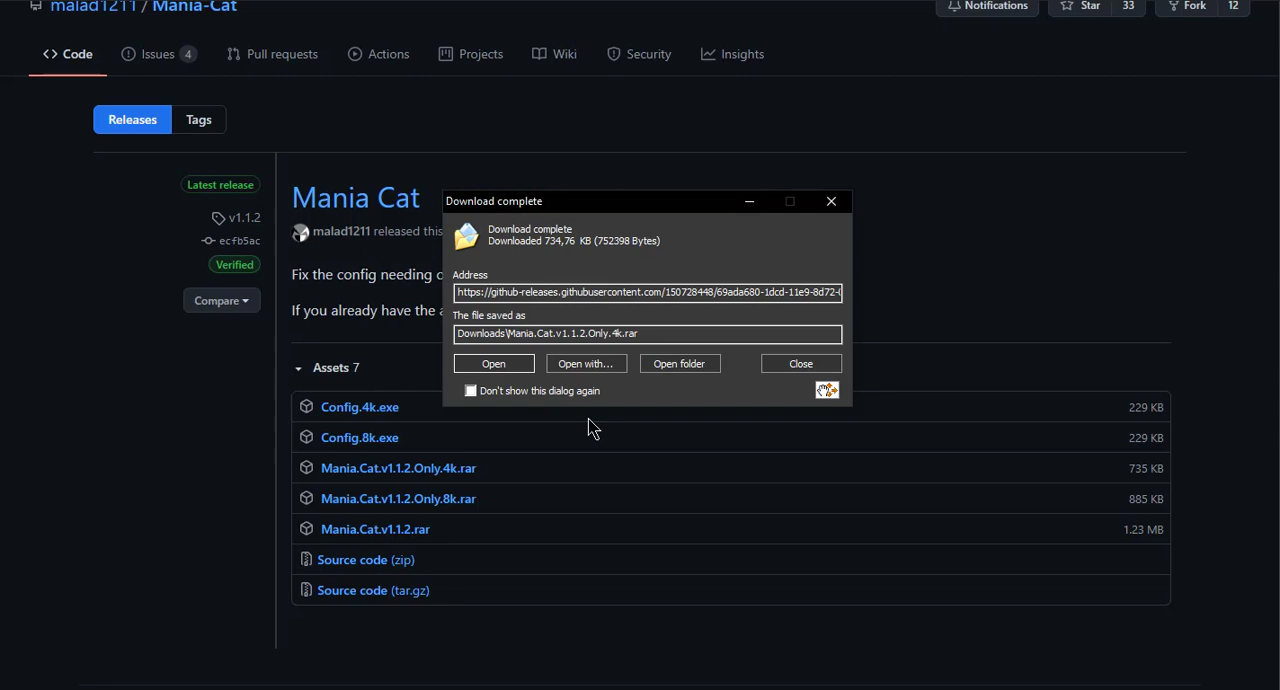 malad1211 / Mania-Cat
Notifications
Star 33
Fork 12
Code
Issues 4
Pull requests
Actions
Projects
Wiki
Security
Insights
Releases
Tags
Latest release
v1.1.2
ecfb5ac
Verified
Compare
Mania Cat
malad1211 released this
Fix the config needing
If you already have the
Download complete
Download complete
Downloaded 734,76 KB (752398 Bytes)
Address
https://github-releases.githubusercontent.com/150728448/69ada680-1dcd-11e9-8d72-
The file saved as
Downloads\Mania.Cat.v1.1.2.Only.4k.rar
Open
Open with...
Open folder
Close
Don't show this dialog again
Assets 7
Config.4k.exe 229 KB
Config.8k.exe 229 KB
Mania.Cat.v1.1.2.Only.4k.rar 735 KB
Mania.Cat.v1.1.2.Only.8k.rar 885 KB
Mania.Cat.v1.1.2.rar 1.23 MB
Source code (zip)
Source code (tar.gz)